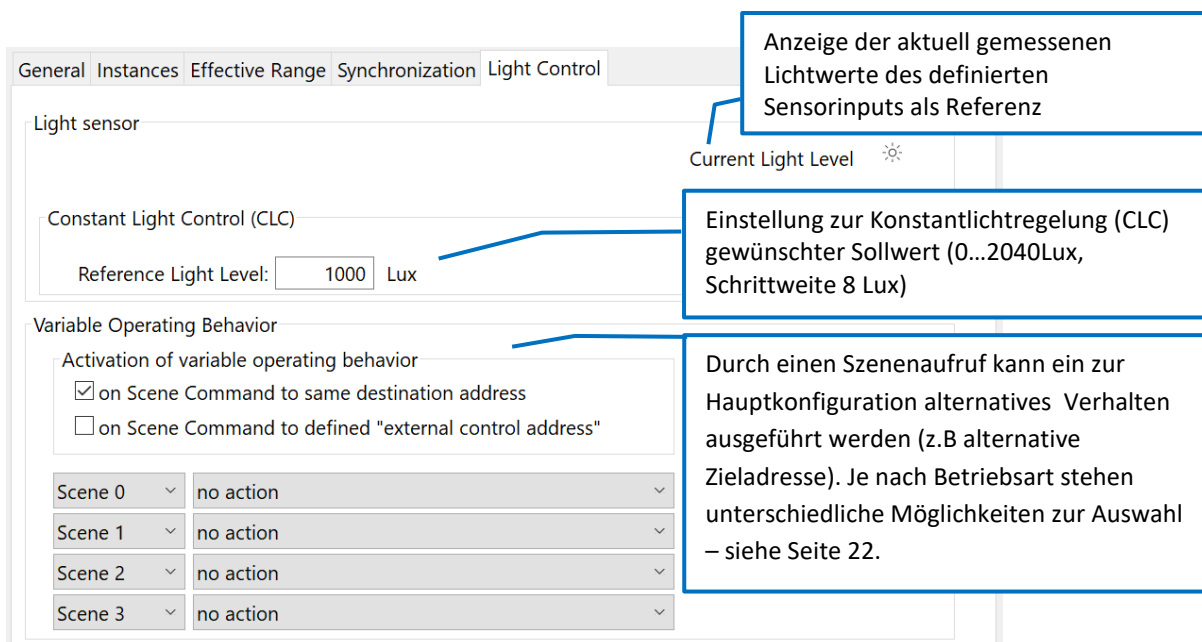 Anzeige der aktuell gemessenen
Lichtwerte des definierten
Sensorinputs als Referenz
General Instances Effective Range Synchronization Light Control
Light sensor
Current Light Level
Constant Light Control (CLC)
Reference Light Level: 1000 Lux
Einstellung zur Konstantlichtregelung (CLC)
gewünschter Sollwert (0…2040Lux,
Schrittweite 8 Lux)
Variable Operating Behavior
Activation of variable operating behavior
on Scene Command to same destination address
on Scene Command to defined "external control address"
Scene 0 no action
Scene 1 no action
Scene 2 no action
Scene 3 no action
Durch einen Szenenaufruf kann ein zur
Hauptkonfiguration alternatives  Verhalten
ausgeführt werden (z.B alternative
Zieladresse). Je nach Betriebsart stehen
unterschiedliche Möglichkeiten zur Auswahl
– siehe Seite 22.